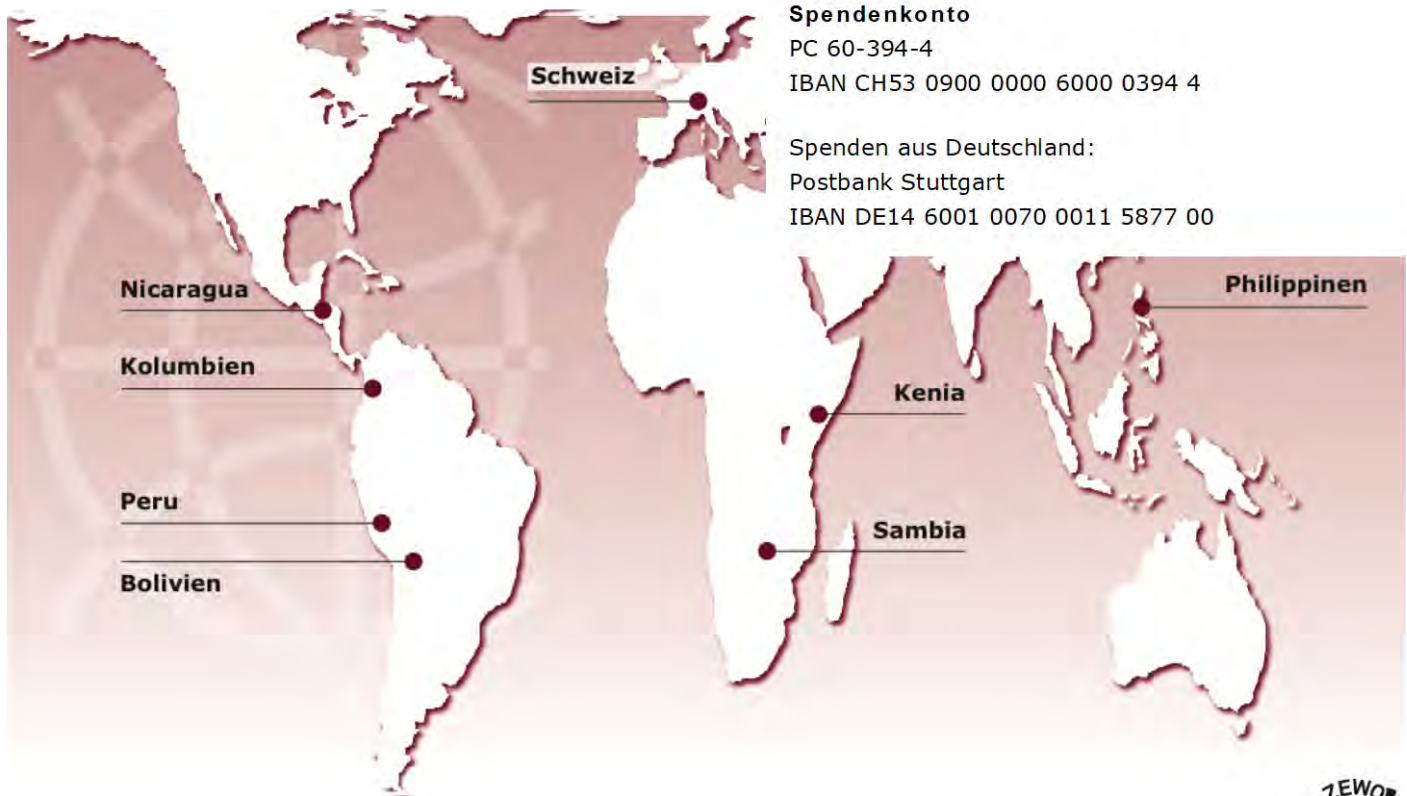 Spendenkonto
PC 60-394-4
IBAN CH53 0900 0000 6000 0394 4
Spenden aus Deutschland:
Postbank Stuttgart
IBAN DE14 6001 0070 0011 5877 00
Schweiz
Nicaragua
Philippinen
Kolumbien
Kenia
Peru
Sambia
Bolivien